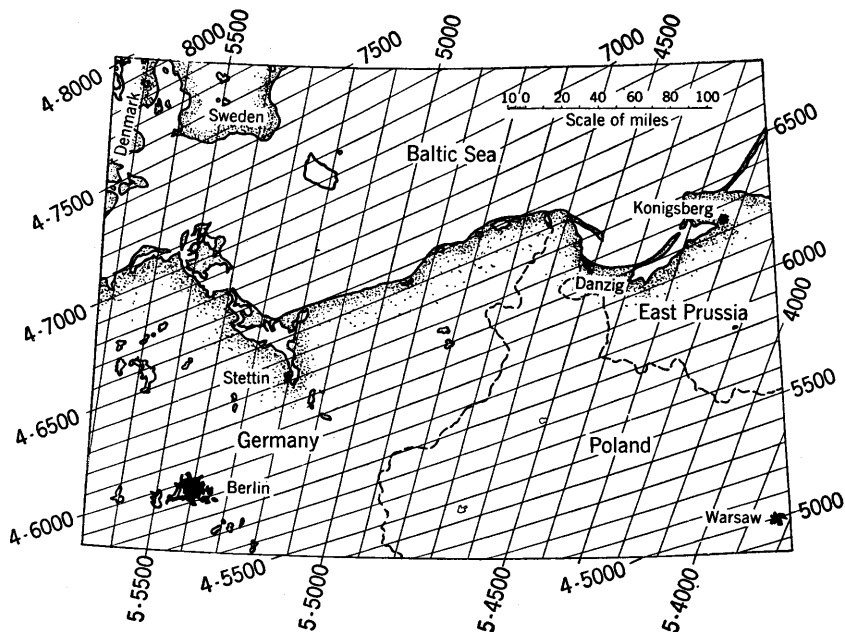 8000
5500
7500
5000
7000
4500
4-8000
10 0 20 40 60 80 100
Scale of miles
Denmark
Sweden
6500
Baltic Sea
4-7500
Konigsberg
6000
Danzig
4000
East Prussia
4-7000
Stettin
5500
4-6500
Germany
Poland
Berlin
Warsaw
5000
4-6000
5-5500
4-5500
5-5000
5-4500
4-5000
5-4000